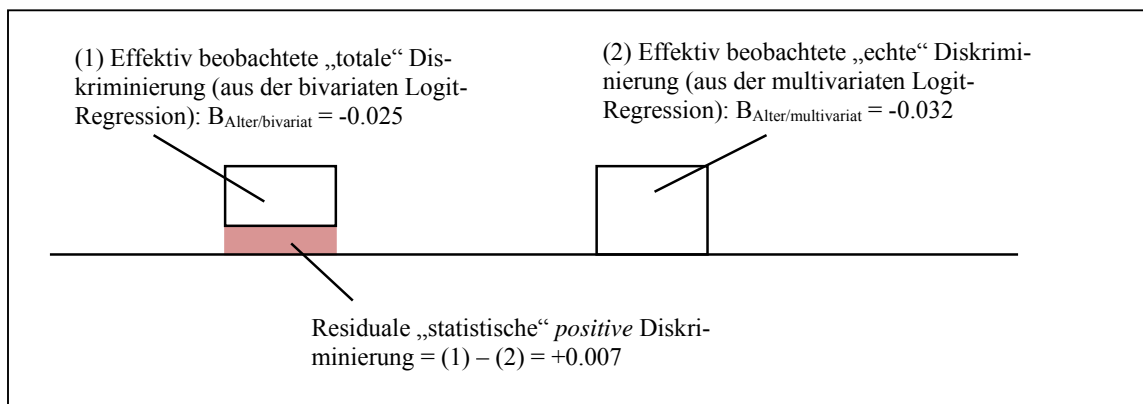 (1) Effektiv beobachtete „totale“ Dis-
kriminierung (aus der bivariaten Logit-
Regression): BAlter/bivariat = -0.025
(2) Effektiv beobachtete „echte“ Diskrimi-
nierung (aus der multivariaten Logit-
Regression): BAlter/multivariat = -0.032
Residuale „statistische“ positive Diskri-
minierung = (1) – (2) = +0.007